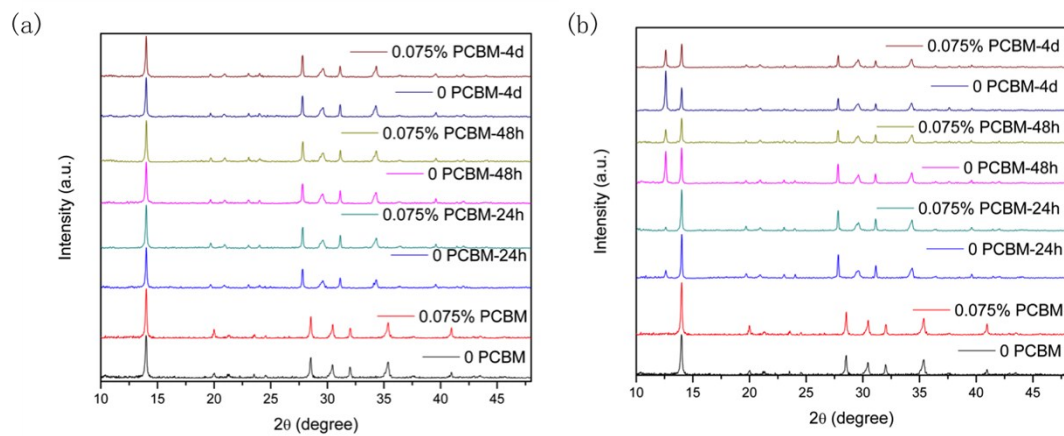 (a)
Intensity (a.u.)
0.075% PCBM-4d
0 PCBM-4d
0.075% PCBM-48h
0 PCBM-48h
0.075% PCBM-24h
0 PCBM-24h
0.075% PCBM
0 PCBM
10 15 20 25 30 35 40 45
2θ (degree)
(b)
Intensity (a.u.)
0.075% PCBM-4d
0 PCBM-4d
0.075% PCBM-48h
0 PCBM-48h
0.075% PCBM-24h
0 PCBM-24h
0.075% PCBM
0 PCBM
10 15 20 25 30 35 40 45
2θ (degree)